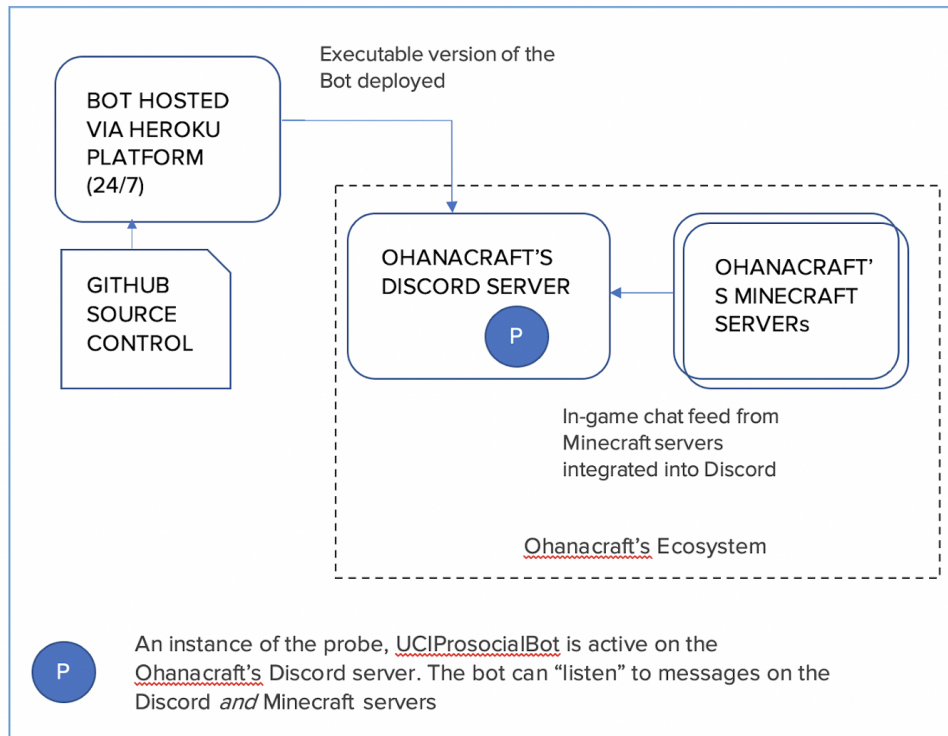 Executable version of the
Bot deployed
BOT HOSTED
VIA HEROKU
PLATFORM
(24/7)
GITHUB
SOURCE
CONTROL
OHANACRAFT’S
DISCORD SERVER
P
OHANACRAFT’
S MINECRAFT
SERVERs
In-game chat feed from
Minecraft servers
integrated into Discord
Ohanacraft’s Ecosystem
P
An instance of the probe, UCIProsocialBot is active on the
Ohanacraft’s Discord server. The bot can “listen” to messages on the
Discord and Minecraft servers